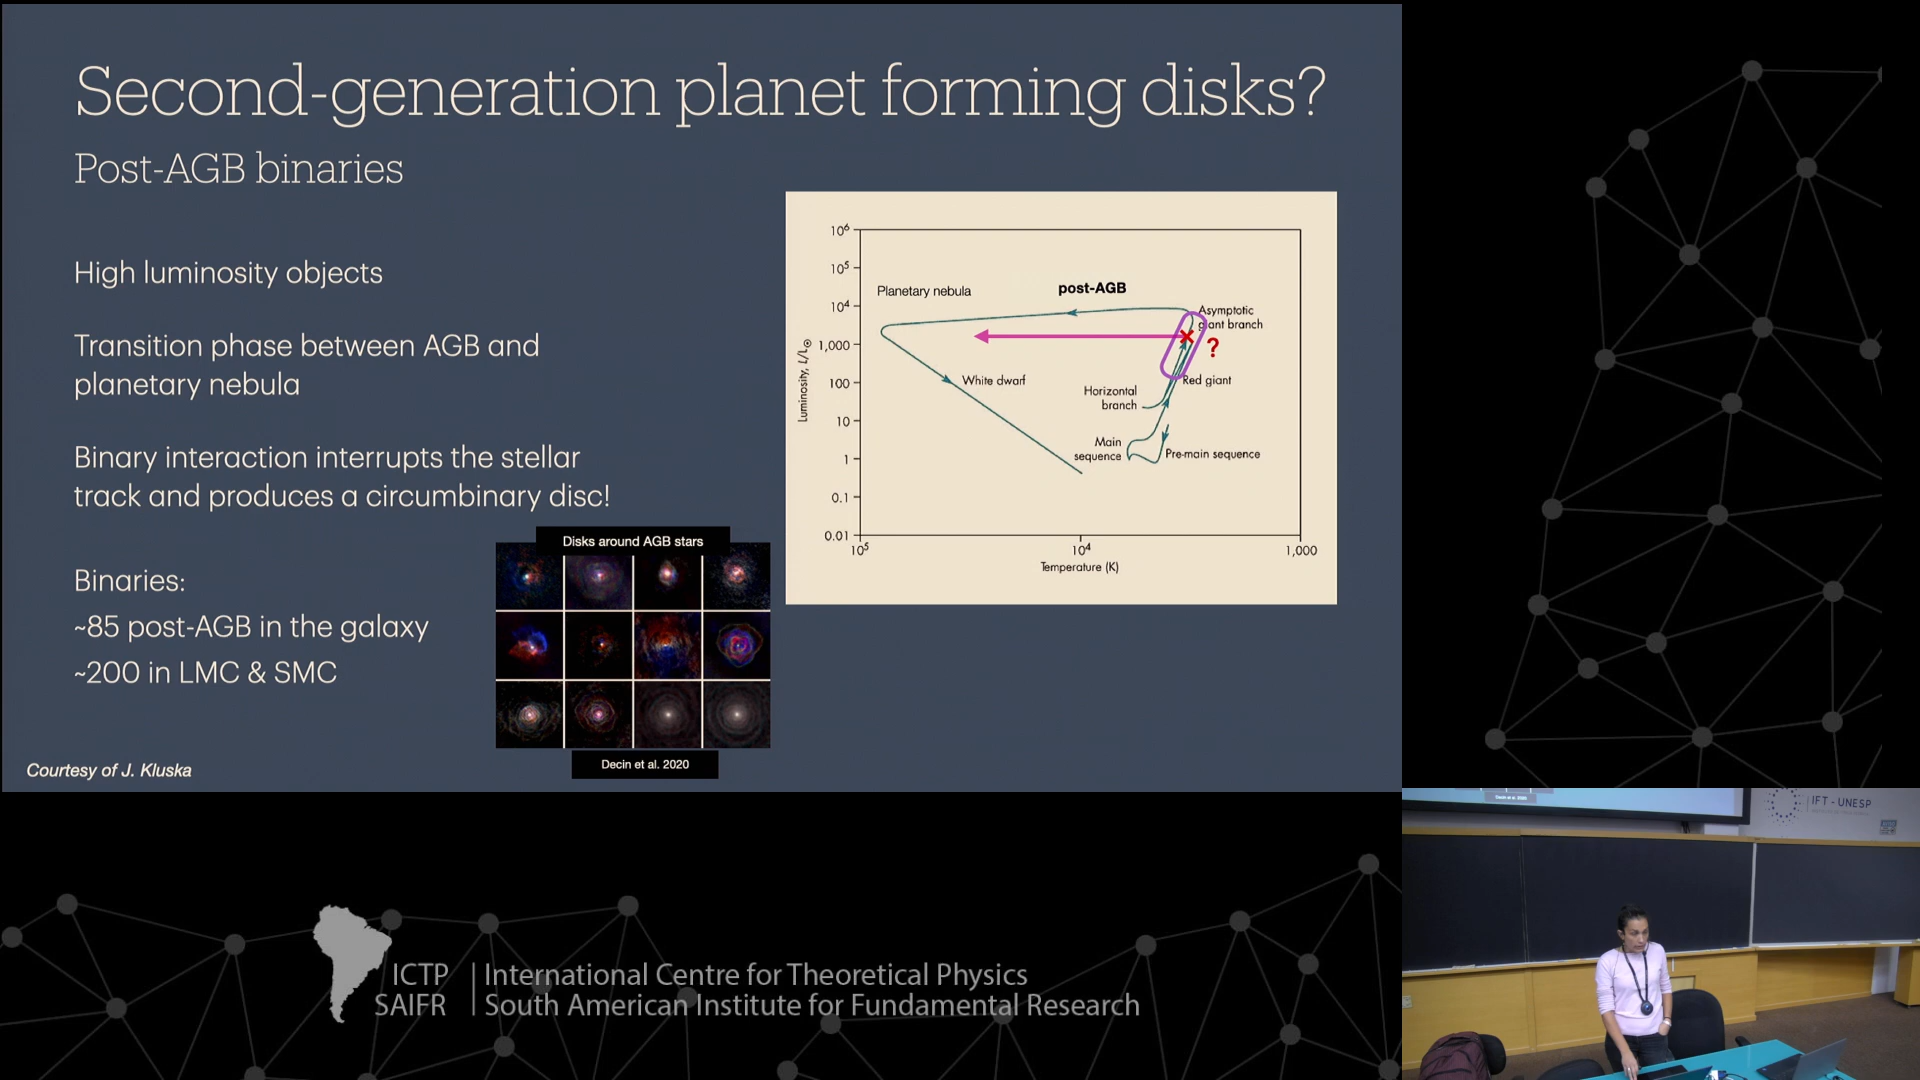 Second-generation planet forming disks?
Post-AGB binaries
High luminosity objects
Transition phase between AGB and
planetary nebula
Binary interaction interrupts the stellar
track and produces a circumbinary disc!
Binaries:
~85 post-AGB in the galaxy
~200 in LMC & SMC
Courtesy of J. Kluska
Disks around AGB stars
Decin et al. 2020
10⁶
10⁵
10⁴
1,000
100
10
1
0.1
0.01
Luminosity, L/L⊙
Planetary nebula
post-AGB
Asymptotic
giant branch
?
White dwarf
Red giant
Horizontal
branch
Main
sequence
Pre-main sequence
10⁵
10⁴
1,000
Temperature (K)
ICTP
SAIFR
International Centre for Theoretical Physics
South American Institute for Fundamental Research
IFT - UNESP